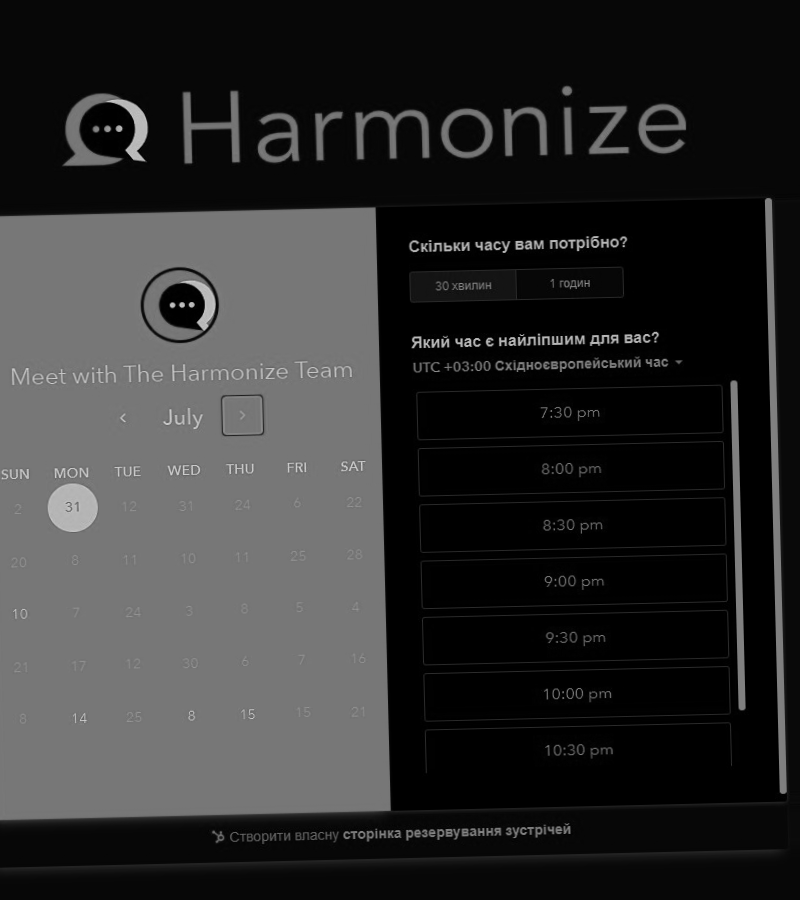 Harmonize
Meet with The Harmonize Team
July
SUN MON TUE WED THU FRI SAT
2 31 12 31 24 6 22
20 8 11 10 11 25 28
10 7 24 3 8 5 4
21 17 12 30 6 7 16
8 14 25 8 15 15 21
Скільки часу вам потрібно?
30 хвилин 1 годин
Який час є найліпшим для вас?
UTC +03:00 Східноєвропейський час
7:30 pm
8:00 pm
8:30 pm
9:00 pm
9:30 pm
10:00 pm
10:30 pm
Створити власну сторінка резервування зустрічей